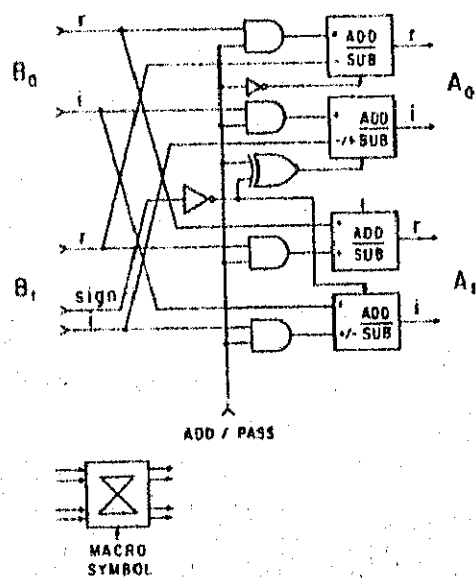 r
B0
i
r
B1
sign
i
+
-
ADD
SUB
r
A0
+
-/+
ADD
SUB
i
+
+
ADD
SUB
r
A1
+
+/-
ADD
SUB
i
ADD / PASS
MACRO
SYMBOL